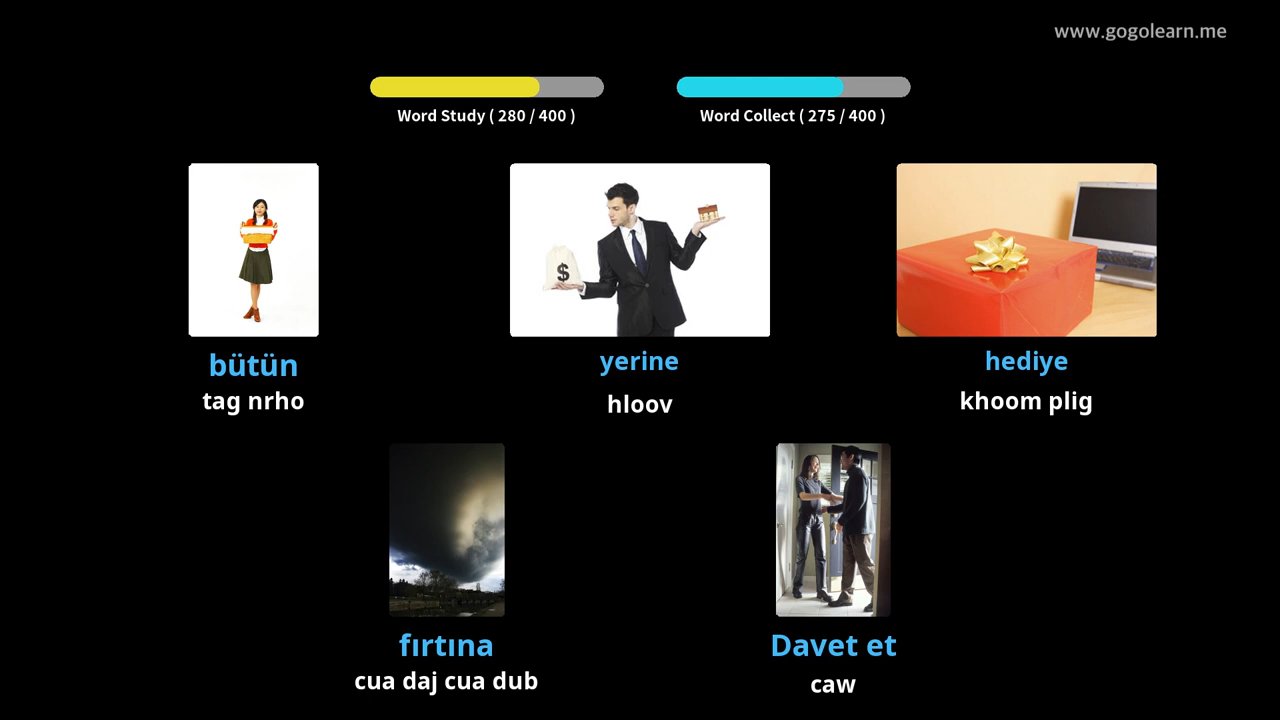 www.gogolearn.me
Word Study ( 280 / 400 )
Word Collect ( 275 / 400 )
$
bütün
tag nrho
yerine
hloov
hediye
khoom plig
fırtına
cua daj cua dub
Davet et
caw